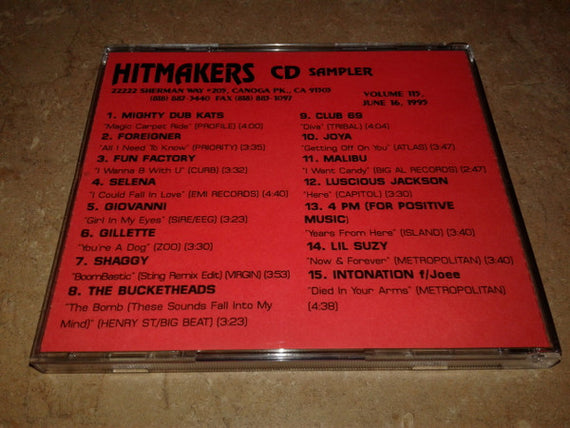 HITMAKERS CD SAMPLER
22222 SHERMAN WAY #205, CANOGA PK., CA 91303
(818) 887-3440 FAX (818) 883-1097
VOLUME 115,
JUNE 16, 1995
1. MIGHTY DUB KATS
"Magic Carpet Ride" (PROFILE) (4:00)
2. FOREIGNER
"All I Need To Know" (PRIORITY) (3:35)
3. FUN FACTORY
"I Wanna B With U" (CURB) (3:32)
4. SELENA
"I Could Fall In Love" (EMI RECORDS) (4:40)
5. GIOVANNI
"Girl In My Eyes" (SIRE/EEG) (3:23)
6. GILLETTE
"You're A Dog" (ZOO) (3:30)
7. SHAGGY
"BoomBastic" (Sting Remix Edit) (VIRGIN) (3:53)
8. THE BUCKETHEADS
"The Bomb (These Sounds Fall Into My
Mind)" (HENRY ST/BIG BEAT) (3:23)
9. CLUB 69
"Diva" (TRIBAL) (4:04)
10. JOYA
"Getting Off On You" (ATLAS) (3:47)
11. MALIBU
"I Want Candy" (BIG AL RECORDS) (2:47)
12. LUSCIOUS JACKSON
"Here" (CAPITOL) (3:40)
13. 4 PM (FOR POSITIVE
MUSIC)
"Years From Here" (ISLAND) (3:40)
14. LIL SUZY
"Now & Forever" (METROPOLITAN) (3:40)
15. INTONATION f/Joee
"Died In Your Arms" (METROPOLITAN)
(4:38)